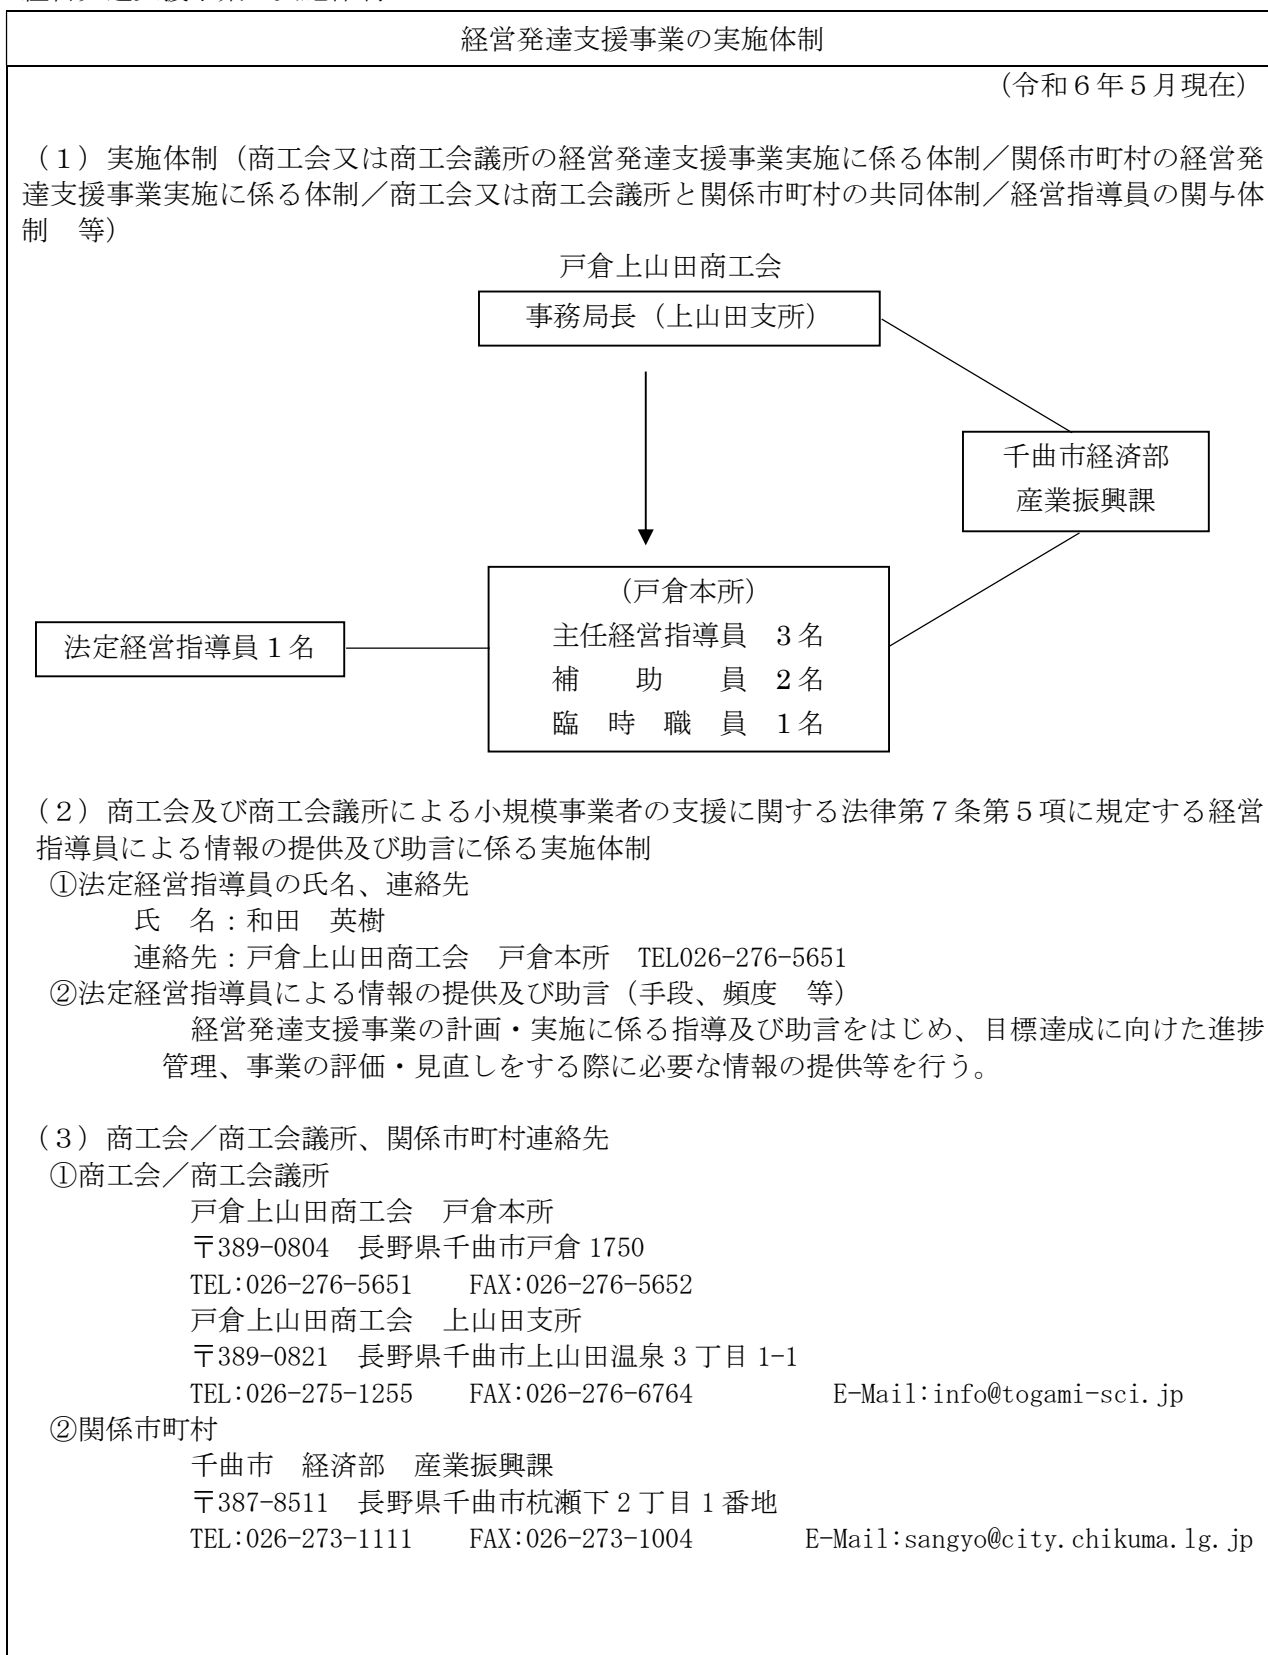 経営発達支援事業の実施体制
（令和６年５月現在）
（１）実施体制（商工会又は商工会議所の経営発達支援事業実施に係る体制／関係市町村の経営発
達支援事業実施に係る体制／商工会又は商工会議所と関係市町村の共同体制／経営指導員の関与体
制　等）
戸倉上山田商工会
事務局長（上山田支所）
千曲市経済部
産業振興課
（戸倉本所）
主任経営指導員　３名
補　助　員　２名
臨　時　職　員　１名
法定経営指導員１名
（２）商工会及び商工会議所による小規模事業者の支援に関する法律第７条第５項に規定する経営
指導員による情報の提供及び助言に係る実施体制
①法定経営指導員の氏名、連絡先
氏　名：和田　英樹
連絡先：戸倉上山田商工会　戸倉本所　TEL026-276-5651
②法定経営指導員による情報の提供及び助言（手段、頻度　等）
経営発達支援事業の計画・実施に係る指導及び助言をはじめ、目標達成に向けた進捗
管理、事業の評価・見直しをする際に必要な情報の提供等を行う。
（３）商工会／商工会議所、関係市町村連絡先
①商工会／商工会議所
戸倉上山田商工会　戸倉本所
〒389-0804　長野県千曲市戸倉 1750
TEL:026-276-5651　　FAX:026-276-5652
戸倉上山田商工会　上山田支所
〒389-0821　長野県千曲市上山田温泉３丁目 1-1
TEL:026-275-1255　　FAX:026-276-6764　　　　　E-Mail:info@togami-sci.jp
②関係市町村
千曲市　経済部　産業振興課
〒387-8511　長野県千曲市杭瀬下２丁目１番地
TEL:026-273-1111　　FAX:026-273-1004　　　　E-Mail:sangyo@city.chikuma.lg.jp